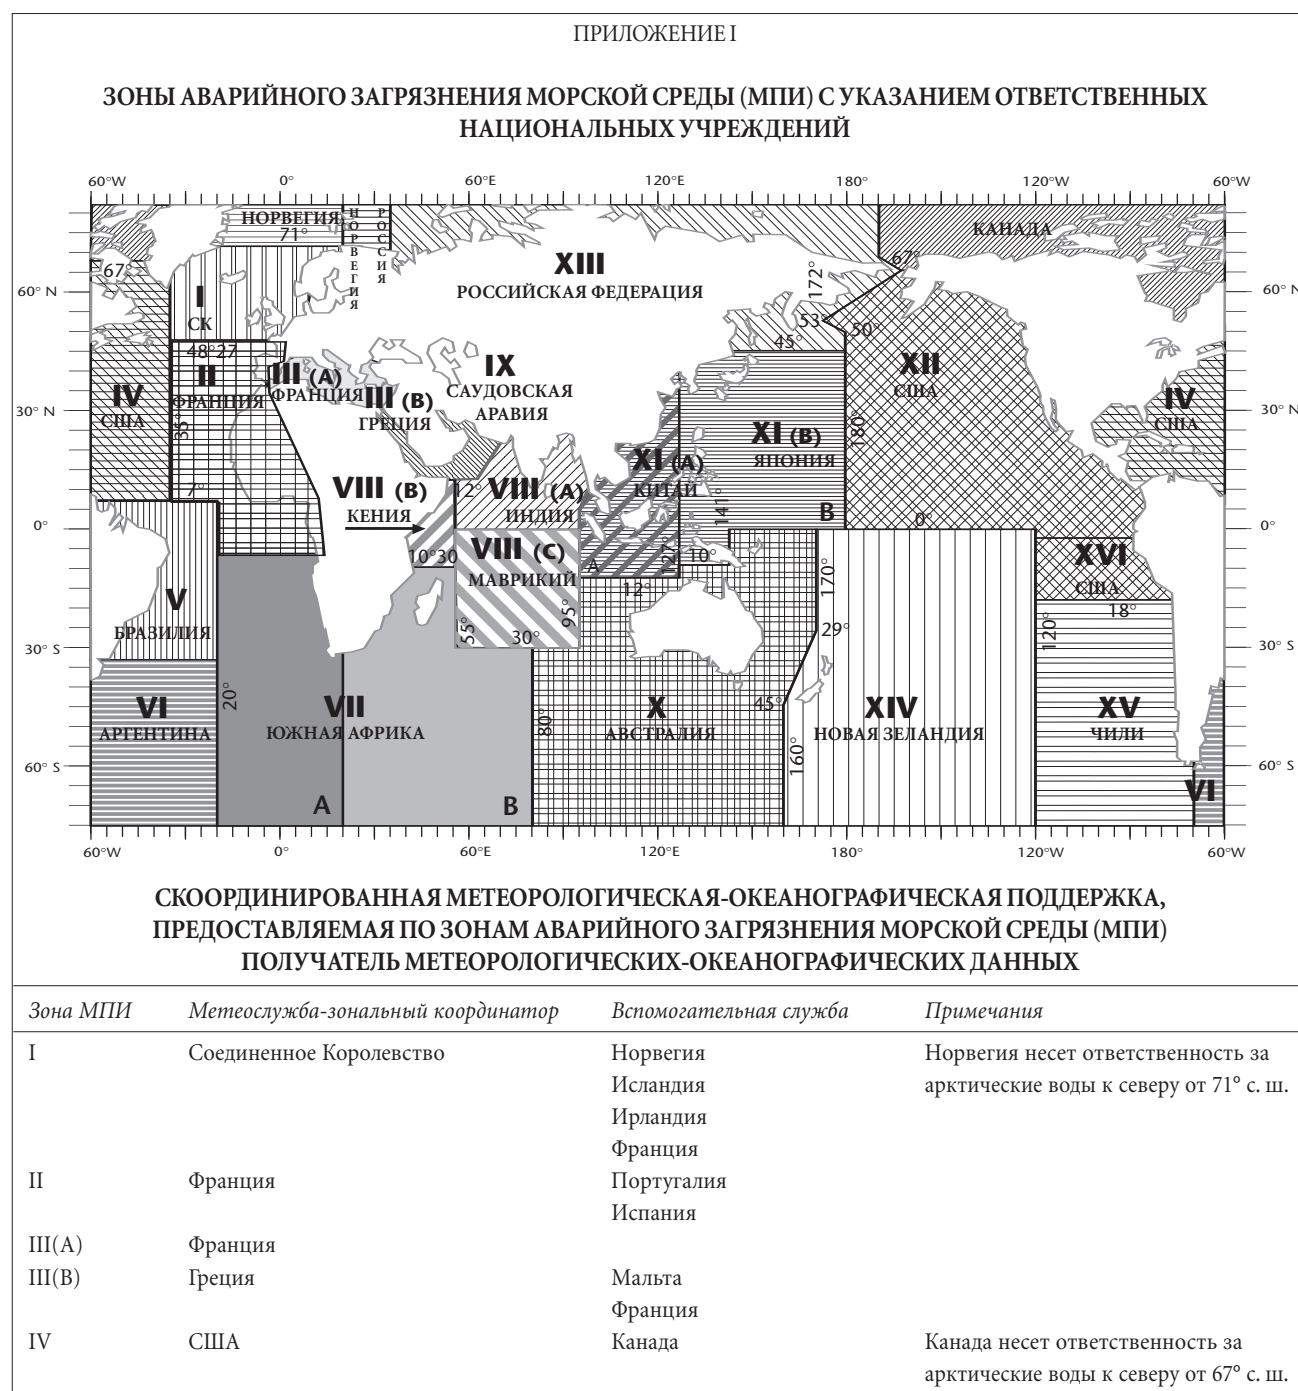 ПРИЛОЖЕНИЕ I
ЗОНЫ АВАРИЙНОГО ЗАГРЯЗНЕНИЯ МОРСКОЙ СРЕДЫ (МПИ) С УКАЗАНИЕМ ОТВЕТСТВЕННЫХ
НАЦИОНАЛЬНЫХ УЧРЕЖДЕНИЙ
60°W 0° 60°E 120°E 180° 120°W 60°W
НОРВЕГИЯ
71°
НОРВЕГИЯ
РОССИЯ
КАНАДА
67°
67°
XIII
РОССИЙСКАЯ ФЕДЕРАЦИЯ
172°
60° N
60° N
I
СК
53°
50°
48°27
45°
II
ФРАНЦИЯ
III (A)
ФРАНЦИЯ
III (B)
ГРЕЦИЯ
IX
САУДОВСКАЯ
АРАВИЯ
XII
США
IV
США
IV
США
30° N
30° N
35°
180°
XI (B)
ЯПОНИЯ
XI (A)
КИТАЙ
7°
VIII (B)
КЕНИЯ
12°
VIII (A)
ИНДИЯ
141°
B
0°
0°
0°
10°30
VIII (C)
МАВРИКИЙ
A
127°
10°
12°
170°
XVI
США
18°
V
БРАЗИЛИЯ
55°
30°
95°
29°
120°
30° S
30° S
VI
АРГЕНТИНА
20°
VII
ЮЖНАЯ АФРИКА
80°
X
АВСТРАЛИЯ
45°
160°
XIV
НОВАЯ ЗЕЛАНДИЯ
XV
ЧИЛИ
60° S
60° S
VI
A
B
60°W 0° 60°E 120°E 180° 120°W 60°W
СКООРДИНИРОВАННАЯ МЕТЕОРОЛОГИЧЕСКАЯ-ОКЕАНОГРАФИЧЕСКАЯ ПОДДЕРЖКА,
ПРЕДОСТАВЛЯЕМАЯ ПО ЗОНАМ АВАРИЙНОГО ЗАГРЯЗНЕНИЯ МОРСКОЙ СРЕДЫ (МПИ)
ПОЛУЧАТЕЛЬ МЕТЕОРОЛОГИЧЕСКИХ-ОКЕАНОГРАФИЧЕСКИХ ДАННЫХ
Зона МПИ Метеослужба-зональный координатор Вспомогательная служба Примечания
I Соединенное Королевство Норвегия Норвегия несет ответственность за
Исландия арктические воды к северу от 71° с. ш.
Ирландия
Франция
II Франция Португалия
Испания
III(A) Франция
III(B) Греция Мальта
Франция
IV США Канада Канада несет ответственность за
арктические воды к северу от 67° с. ш.